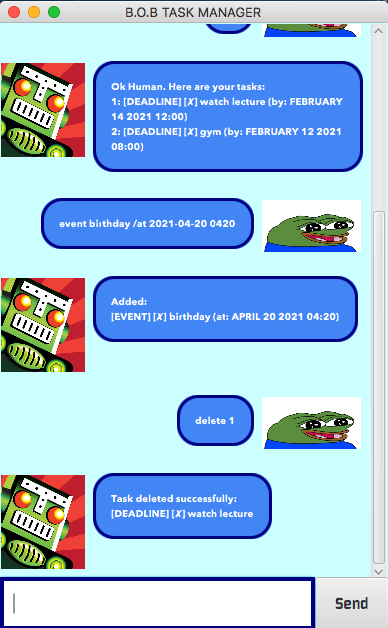 B.O.B TASK MANAGER
Ok Human. Here are your tasks:
1: [DEADLINE] [✗] watch lecture (by: FEBRUARY
14 2021 12:00)
2: [DEADLINE] [✗] gym (by: FEBRUARY 12 2021
08:00)
event birthday /at 2021-04-20 0420
Added:
[EVENT] [✗] birthday (at: APRIL 20 2021 04:20)
delete 1
Task deleted successfully:
[DEADLINE] [✗] watch lecture
Send